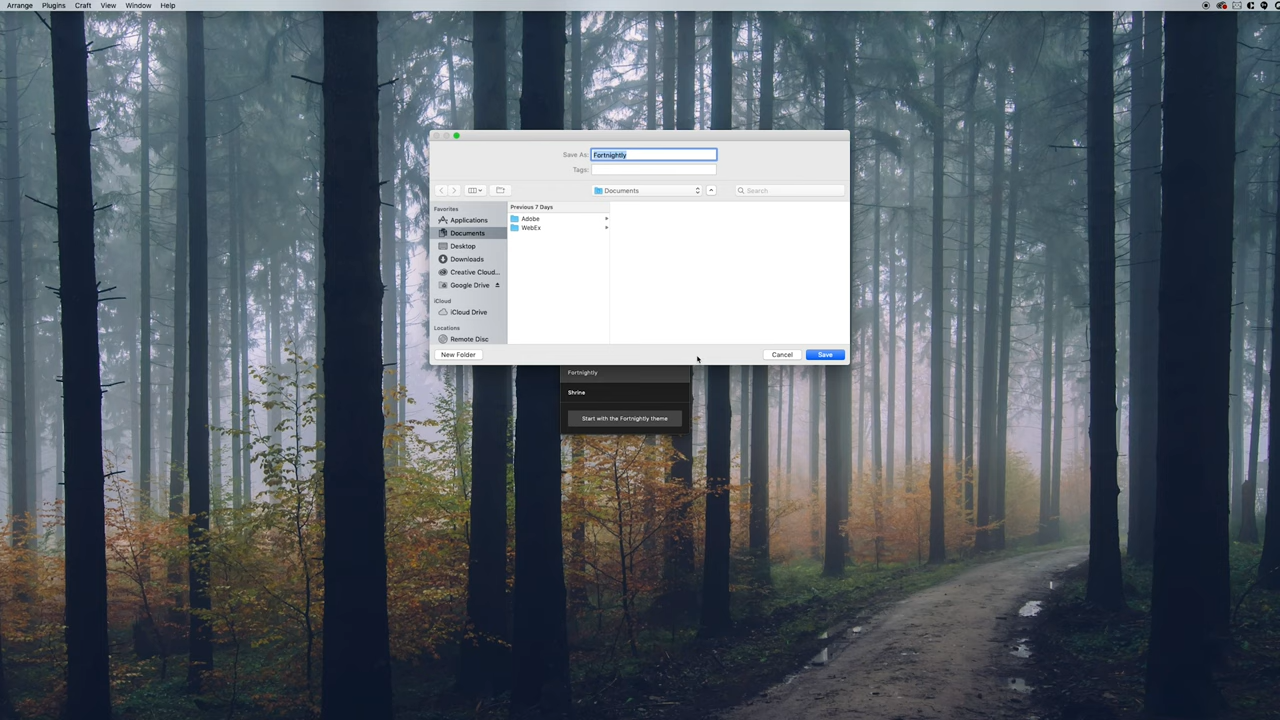 Arrange Plugins Craft View Window Help
Save As: Fortnightly
Tags:
Documents
Search
Favorites
Applications
Documents
Desktop
Downloads
Creative Cloud...
Google Drive
iCloud
iCloud Drive
Locations
Remote Disc
Previous 7 Days
Adobe
WebEx
New Folder
Cancel
Save
Fortnightly
Shrine
Start with the Fortnightly theme